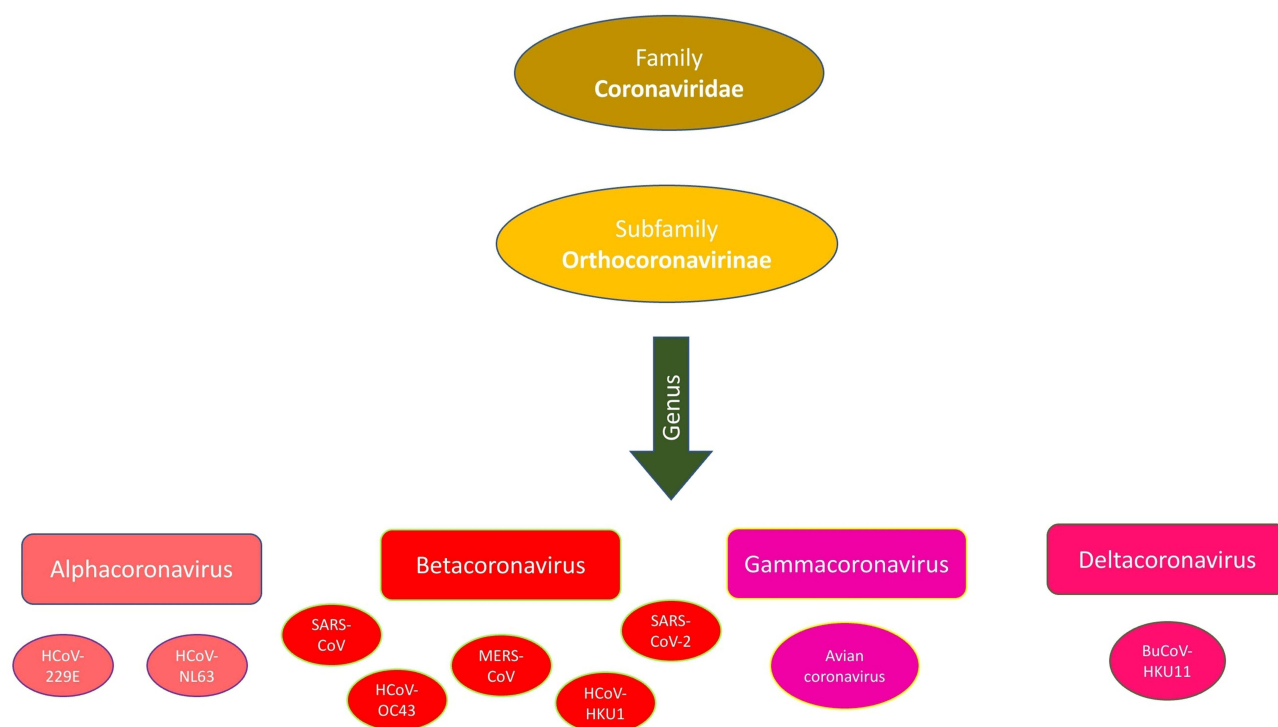 Family
Coronaviridae
Subfamily
Orthocoronavirinae
Genus
Alphacoronavirus
Betacoronavirus
Gammacoronavirus
Deltacoronavirus
HCoV-
229E
HCoV-
NL63
SARS-
CoV
HCoV-
OC43
MERS-
CoV
HCoV-
HKU1
SARS-
CoV-2
Avian
coronavirus
BuCoV-
HKU11